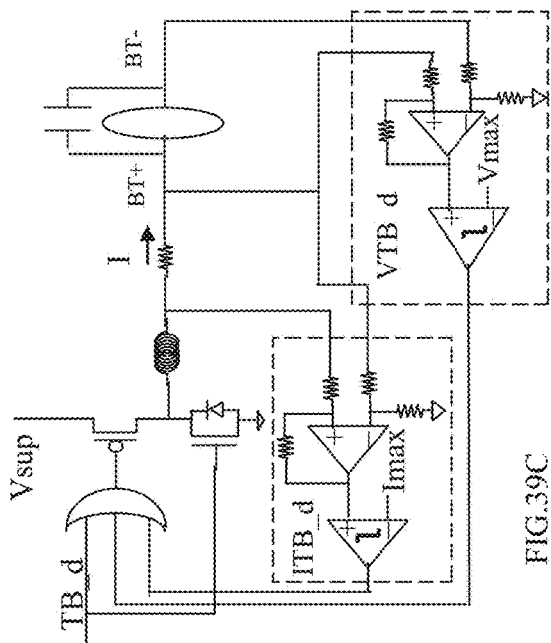 Vsup
TB_d
I
BT+
BT-
ITB_d
Imax
VTB_d
Vmax
FIG.39C